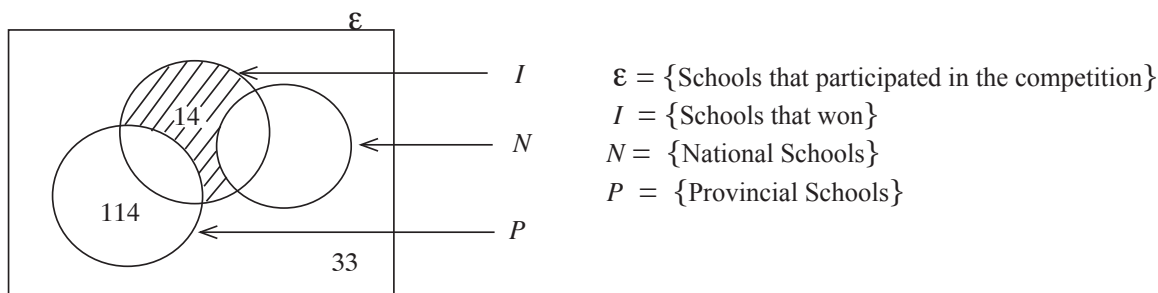 ε
I
14
N
114
P
33
ε = {Schools that participated in the competition}
I = {Schools that won}
N = {National Schools}
P = {Provincial Schools}